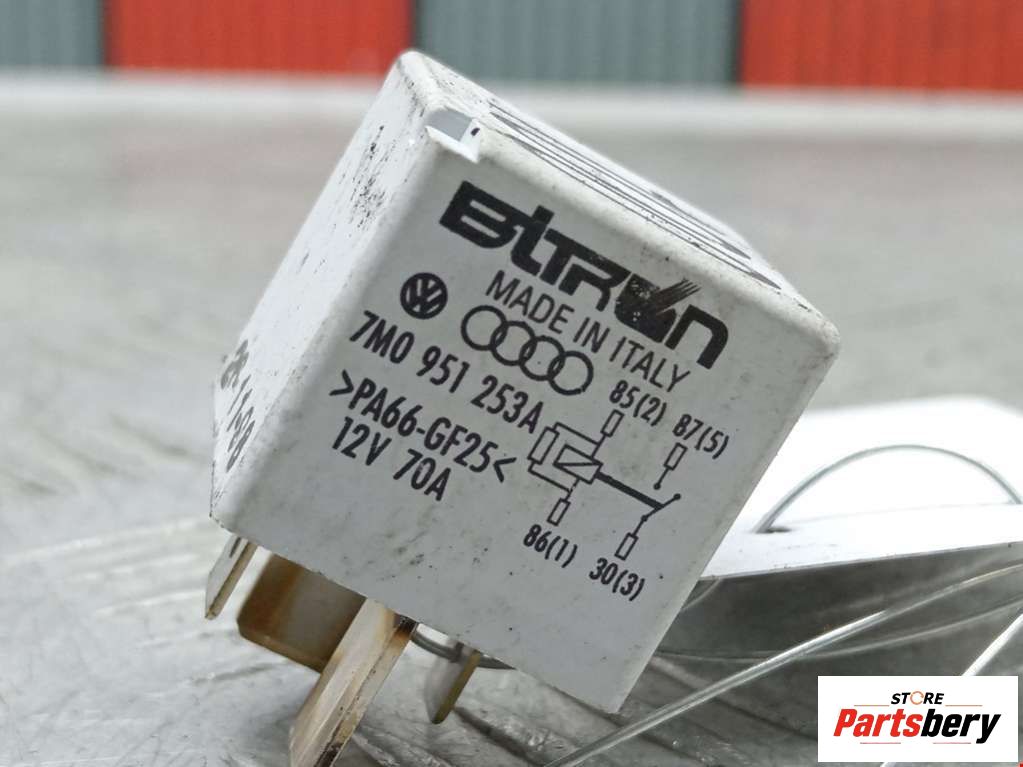 BITRON
MADE IN ITALY
7M0 951 253A
>PA66-GF25<
12V 70A
85(2)
87(5)
86(1)
30(3)
STORE
Partsbery